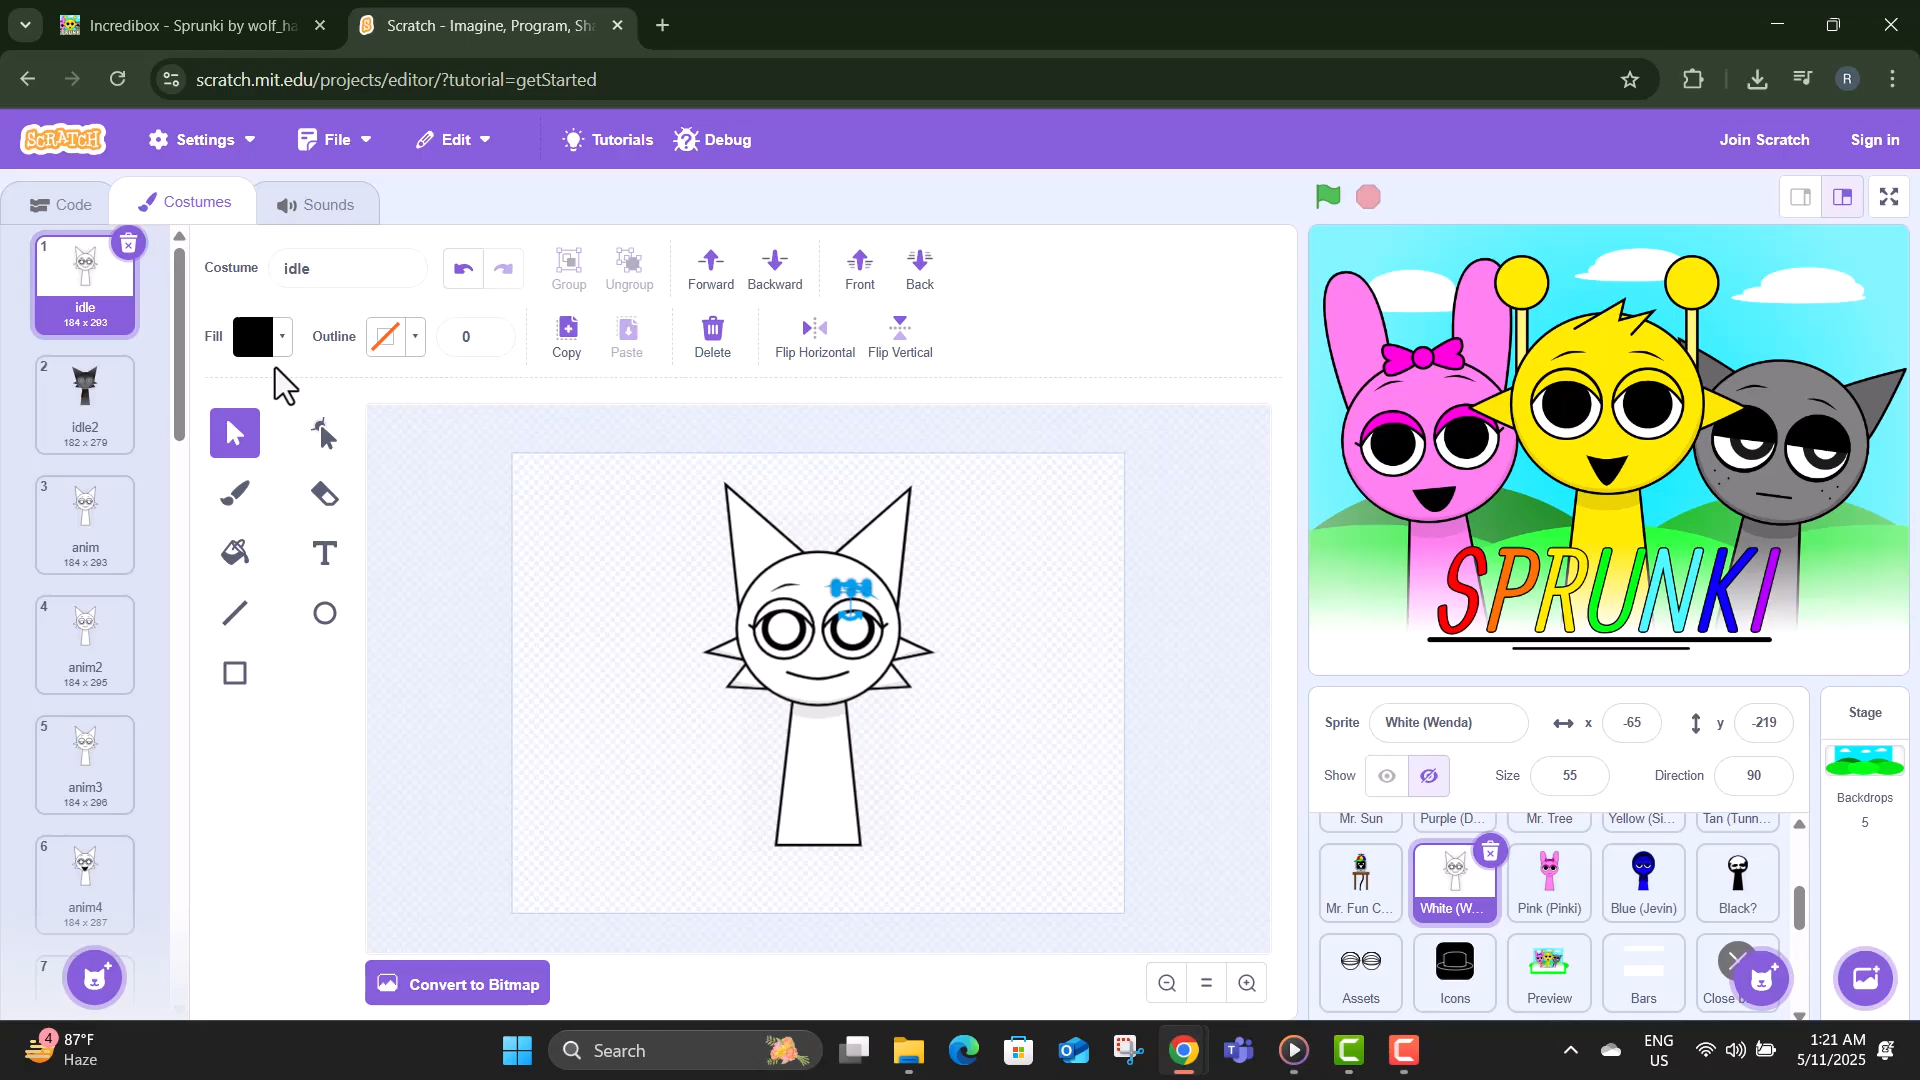 Incredibox - Sprunki by wolf_ha
Scratch - Imagine, Program, Sha
scratch.mit.edu/projects/editor/?tutorial=getStarted
R
SCRATCH
Settings
File
Edit
Tutorials
Debug
Join Scratch
Sign in
Code
Costumes
Sounds
1
idle
184 x 293
2
idle2
182 x 279
3
anim
184 x 293
4
anim2
184 x 295
5
anim3
184 x 296
6
anim4
184 x 287
7
Costume
idle
Group
Ungroup
Forward
Backward
Front
Back
Fill
Outline
0
Copy
Paste
Delete
Flip Horizontal
Flip Vertical
T
Convert to Bitmap
SPRUNKI
Sprite
White (Wenda)
x
-65
y
-219
Show
Size
55
Direction
90
Stage
Backdrops
5
Mr. Sun
Purple (D...
Mr. Tree
Yellow (Si...
Tan (Tunn...
Mr. Fun C...
White (W...
Pink (Pinki)
Blue (Jevin)
Black?
Assets
Icons
Preview
Bars
Close b
4
87°F
Haze
Search
ENG
US
1:21 AM
5/11/2025